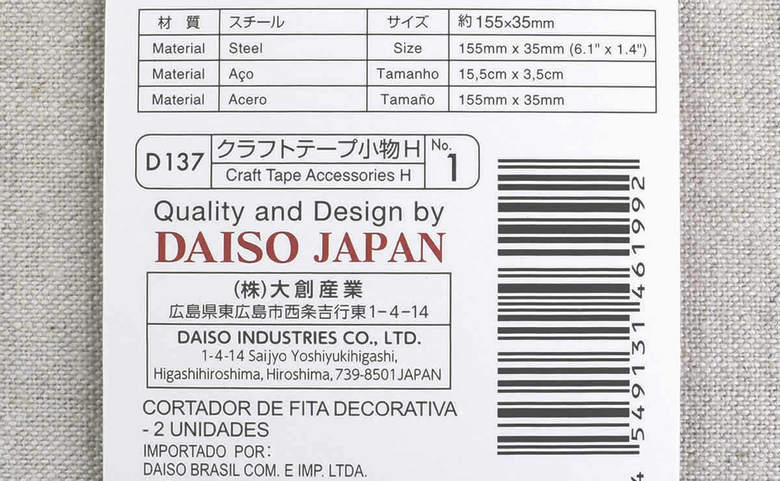 材 質 スチール サイズ 約155×35mm
Material Steel Size 155mm x 35mm (6.1" x 1.4")
Material Aço Tamanho 15,5cm x 3,5cm
Material Acero Tamaño 155mm x 35mm
D137 クラフトテープ小物H No. 1
Craft Tape Accessories H
Quality and Design by
DAISO JAPAN
(株)大創産業
広島県東広島市西条吉行東1-4-14
DAISO INDUSTRIES CO., LTD.
1-4-14 Saijyo Yoshiyukihigashi,
Higashihiroshima, Hiroshima, 739-8501 JAPAN
CORTADOR DE FITA DECORATIVA
- 2 UNIDADES
IMPORTADO POR:
DAISO BRASIL COM. E IMP. LTDA.
4 549131 461992